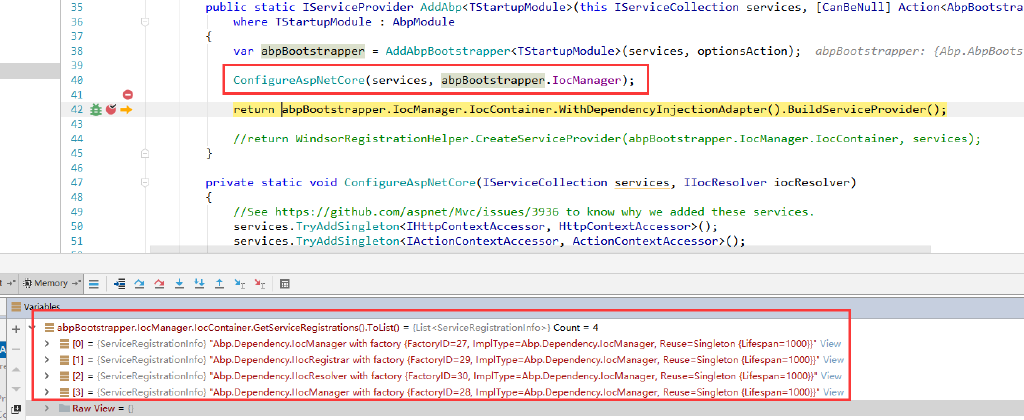 35 public static IServiceProvider AddAbp<TStartupModule>(this IServiceCollection services, [CanBeNull] Action<AbpBootstra
36 where TStartupModule : AbpModule
37 {
38 var abpBootstrapper = AddAbpBootstrapper<TStartupModule>(services, optionsAction); abpBootstrapper: {Abp.AbpBoots
39
40 ConfigureAspNetCore(services, abpBootstrapper.IocManager);
41
42 return abpBootstrapper.IocManager.IocContainer.WithDependencyInjectionAdapter().BuildServiceProvider();
43
44 //return WindsorRegistrationHelper.CreateServiceProvider(abpBootstrapper.IocManager.IocContainer, services);
45 }
46
47 private static void ConfigureAspNetCore(IServiceCollection services, IIocResolver iocResolver)
48 {
49 //See https://github.com/aspnet/Mvc/issues/3936 to know why we added these services.
50 services.TryAddSingleton<IHttpContextAccessor, HttpContextAccessor>();
51 services.TryAddSingleton<IActionContextAccessor, ActionContextAccessor>();
Memory
Variables
abpBootstrapper.IocManager.IocContainer.GetServiceRegistrations().ToList() = {List<ServiceRegistrationInfo>} Count = 4
[0] = {ServiceRegistrationInfo} "Abp.Dependency.IocManager with factory {FactoryID=27, ImplType=Abp.Dependency.IocManager, Reuse=Singleton {Lifespan=1000}}" View
[1] = {ServiceRegistrationInfo} "Abp.Dependency.IIocRegistrar with factory {FactoryID=29, ImplType=Abp.Dependency.IocManager, Reuse=Singleton {Lifespan=1000}}" View
[2] = {ServiceRegistrationInfo} "Abp.Dependency.IIocResolver with factory {FactoryID=30, ImplType=Abp.Dependency.IocManager, Reuse=Singleton {Lifespan=1000}}" View
[3] = {ServiceRegistrationInfo} "Abp.Dependency.IIocManager with factory {FactoryID=28, ImplType=Abp.Dependency.IocManager, Reuse=Singleton {Lifespan=1000}}" View
Raw View = {}